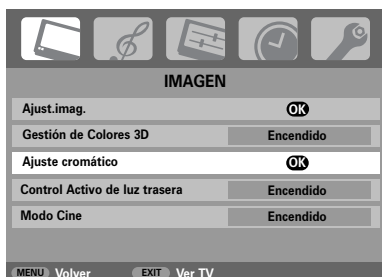 IMAGEN
Ajust.imag. OK
Gestión de Colores 3D Encendido
Ajuste cromático OK
Control Activo de luz trasera Encendido
Modo Cine Encendido
MENU Volver EXIT Ver TV